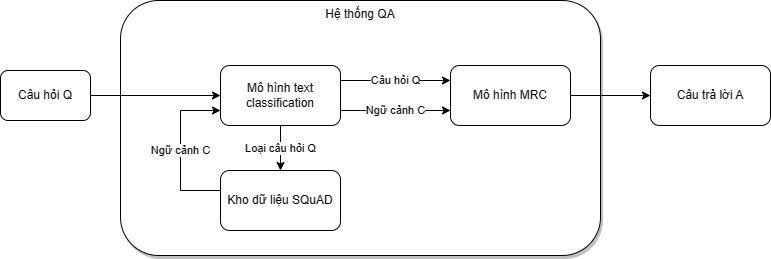 Hệ thống QA
Câu hỏi Q
Mô hình text
classification
Câu hỏi Q
Ngữ cảnh C
Mô hình MRC
Câu trả lời A
Ngữ cảnh C
Loại câu hỏi Q
Kho dữ liệu SQuAD